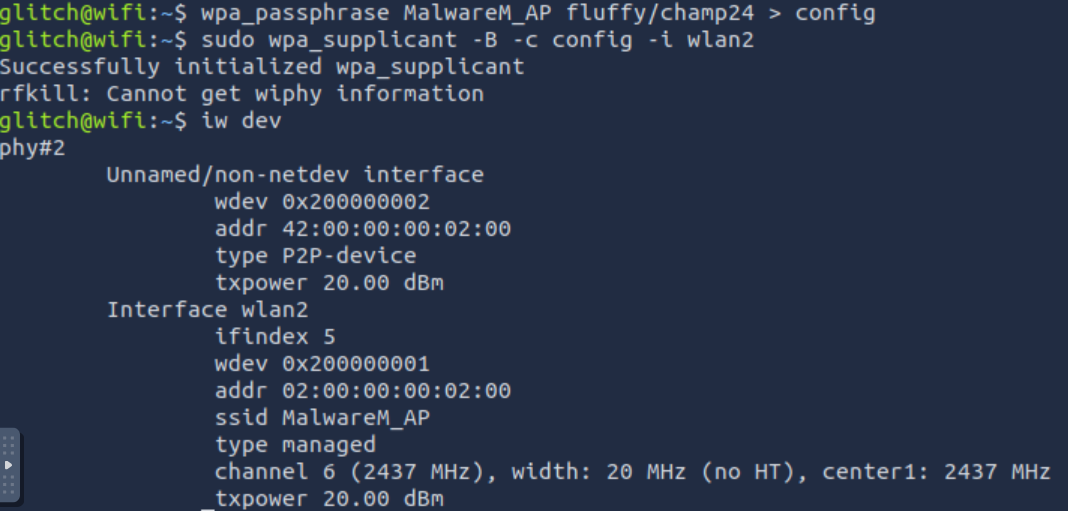 glitch@wifi:~$ wpa_passphrase MalwareM_AP fluffy/champ24 > config
glitch@wifi:~$ sudo wpa_supplicant -B -c config -i wlan2
Successfully initialized wpa_supplicant
rfkill: Cannot get wiphy information
glitch@wifi:~$ iw dev
phy#2
        Unnamed/non-netdev interface
                wdev 0x200000002
                addr 42:00:00:00:02:00
                type P2P-device
                txpower 20.00 dBm
        Interface wlan2
                ifindex 5
                wdev 0x200000001
                addr 02:00:00:00:02:00
                ssid MalwareM_AP
                type managed
                channel 6 (2437 MHz), width: 20 MHz (no HT), center1: 2437 MHz
                txpower 20.00 dBm